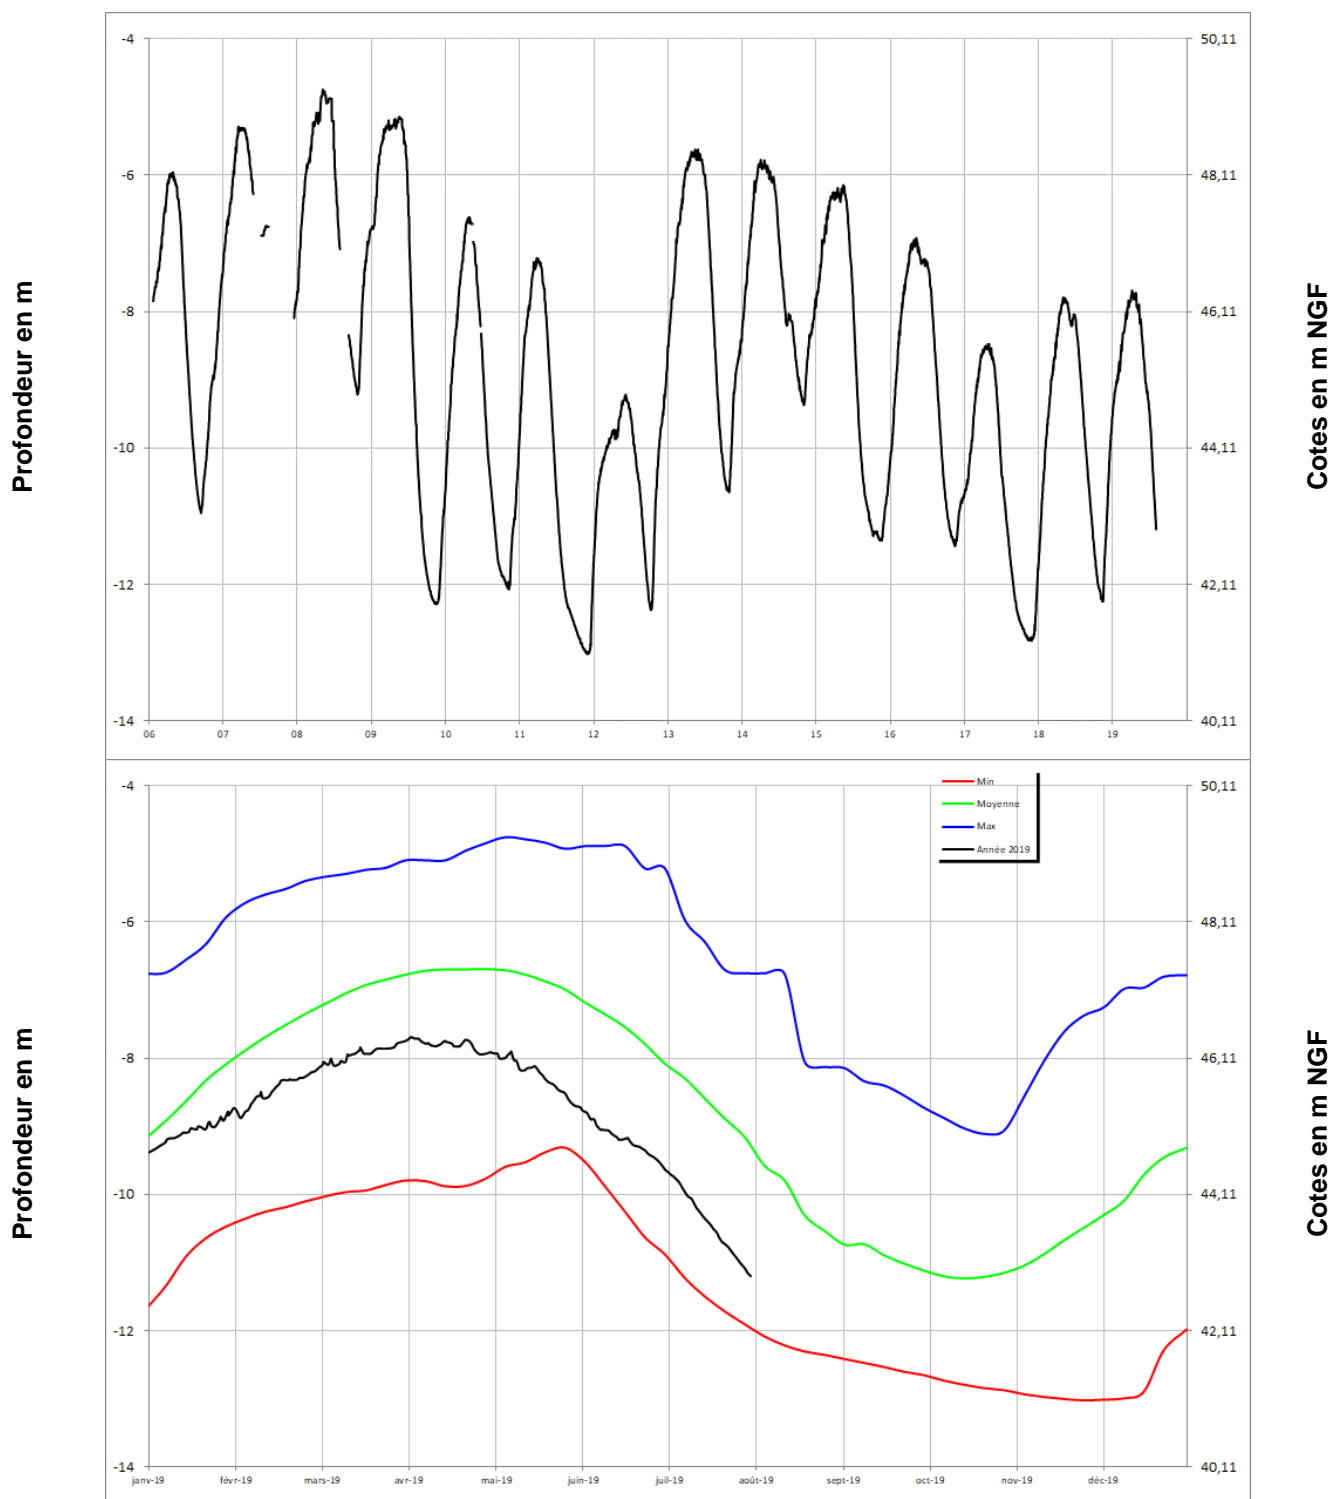 Profondeur en m
-4
-6
-8
-10
-12
-14
50,11
48,11
46,11
44,11
42,11
40,11
Cotes en m NGF
06 07 08 09 10 11 12 13 14 15 16 17 18 19
Profondeur en m
-4
-6
-8
-10
-12
-14
Min
Moyenne
Max
Année 2019
50,11
48,11
46,11
44,11
42,11
40,11
Cotes en m NGF
janv-19 févr-19 mars-19 avr-19 mai-19 juin-19 juil-19 août-19 sept-19 oct-19 nov-19 déc-19